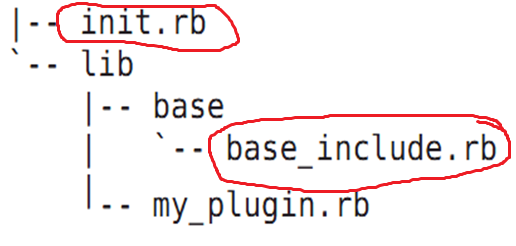 |-- init.rb
`-- lib
    |-- base
    |   `-- base_include.rb
    |-- my_plugin.rb